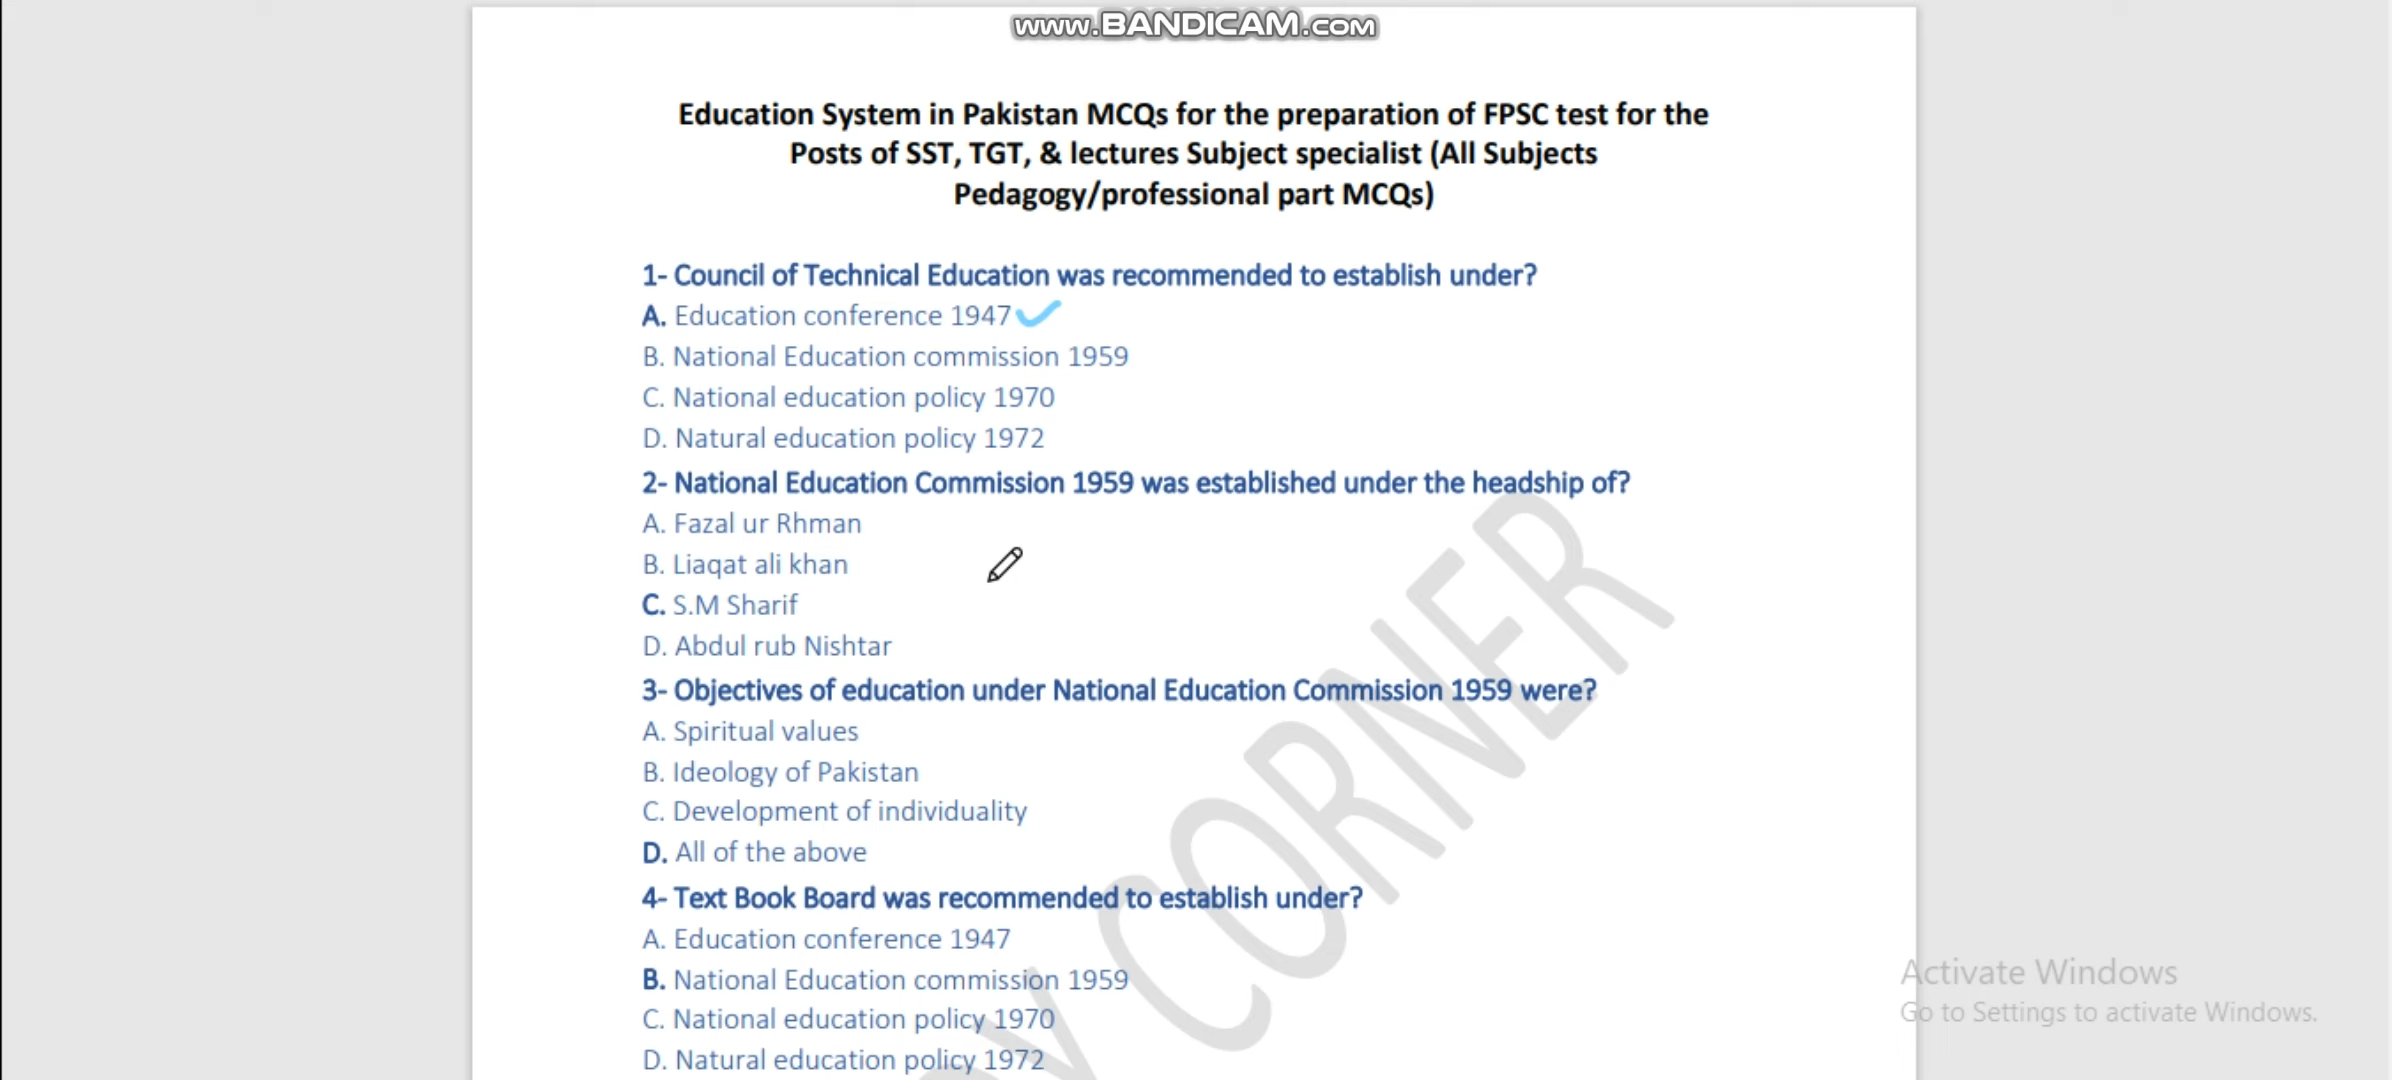 www.BANDICAM.com
Education System in Pakistan MCQs for the preparation of FPSC test for the
Posts of SST, TGT, & lectures Subject specialist (All Subjects
Pedagogy/professional part MCQs)
1- Council of Technical Education was recommended to establish under?
A. Education conference 1947
B. National Education commission 1959
C. National education policy 1970
D. Natural education policy 1972
2- National Education Commission 1959 was established under the headship of?
A. Fazal ur Rhman
B. Liaqat ali khan
C. S.M Sharif
D. Abdul rub Nishtar
3- Objectives of education under National Education Commission 1959 were?
A. Spiritual values
B. Ideology of Pakistan
C. Development of individuality
D. All of the above
4- Text Book Board was recommended to establish under?
A. Education conference 1947
B. National Education commission 1959
C. National education policy 1970
D. Natural education policy 1972
CORNER
Activate Windows
Go to Settings to activate Windows.